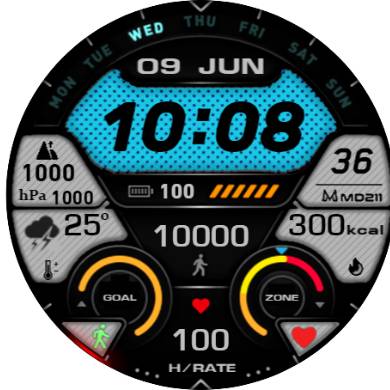 MON TUE WED THU FRI SAT SUN
09 JUN
10:08
1000
hPa 1000
36
MD211
100
25°
10000
300kcal
GOAL
ZONE
100
H/RATE